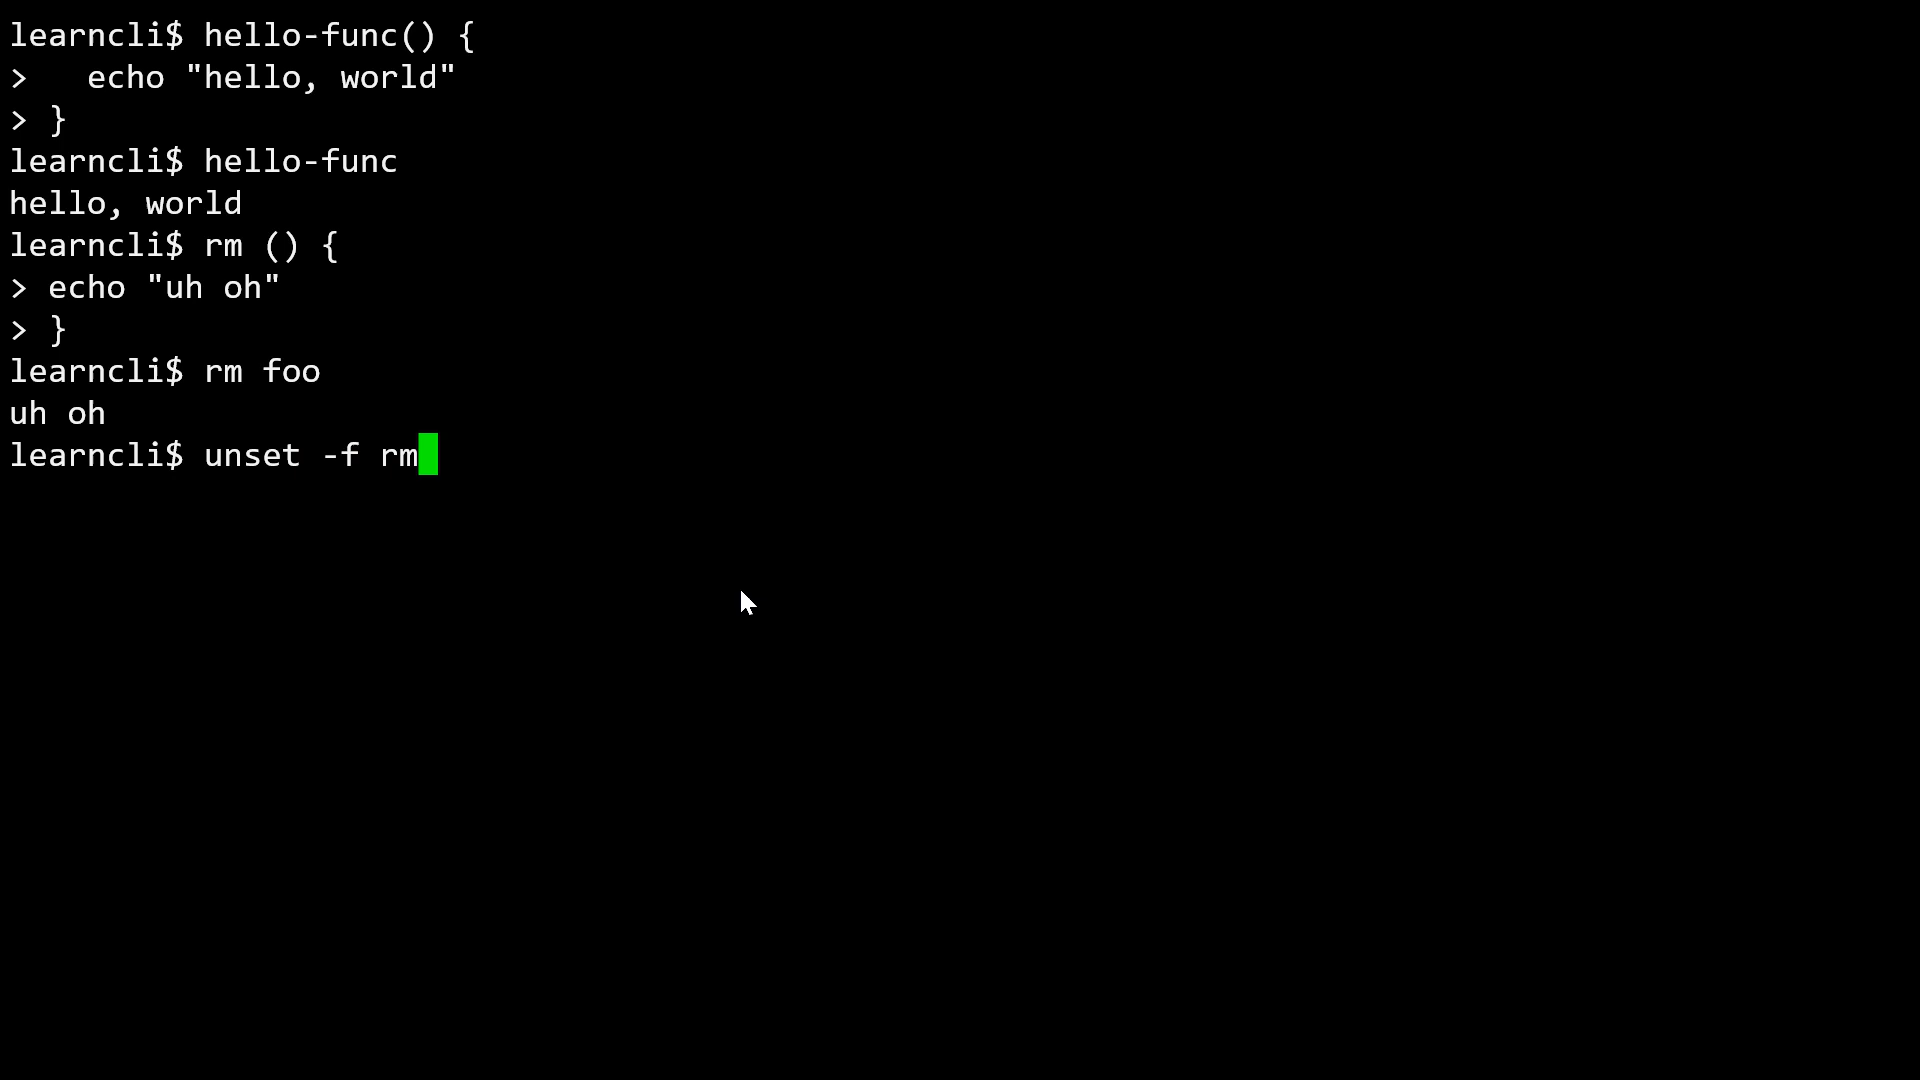 learncli$ hello-func() {
>   echo "hello, world"
> }
learncli$ hello-func
hello, world
learncli$ rm () {
> echo "uh oh"
> }
learncli$ rm foo
uh oh
learncli$ unset -f rm